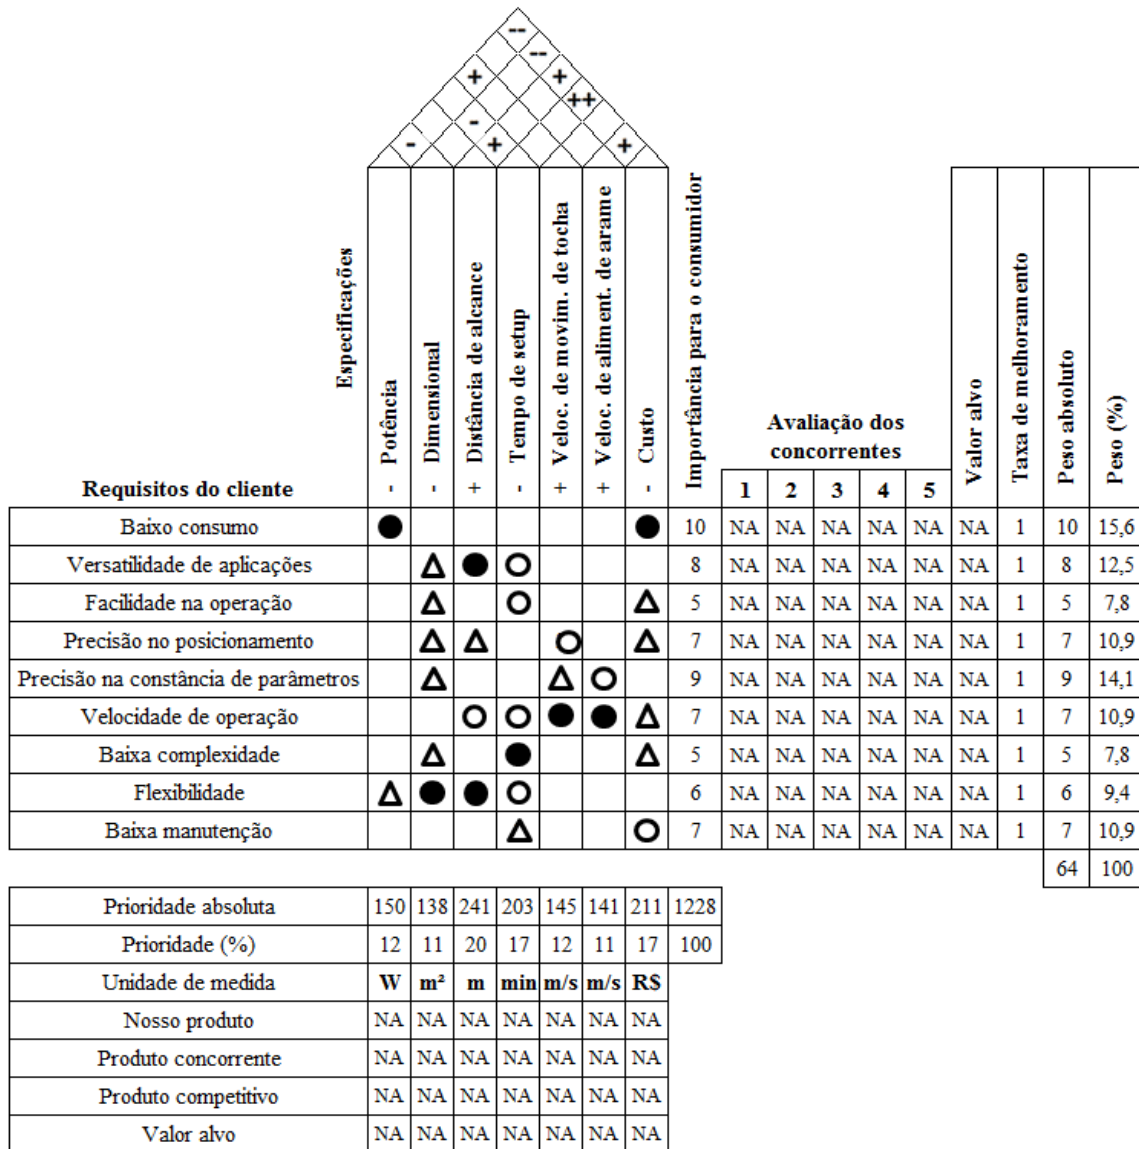 --
--
+ +
++
-
- + +
Especificações
Potência
Dimensional
Distância de alcance
Tempo de setup
Veloc. de movim. de tocha
Veloc. de aliment. de arame
Custo
Importância para o consumidor
Avaliação dos
concorrentes
Valor alvo
Taxa de melhoramento
Peso absoluto
Peso (%)
Requisitos do cliente - - + - + + - 1 2 3 4 5
Baixo consumo 10 NA NA NA NA NA NA 1 10 15,6
Versatilidade de aplicações 8 NA NA NA NA NA NA 1 8 12,5
Facilidade na operação 5 NA NA NA NA NA NA 1 5 7,8
Precisão no posicionamento 7 NA NA NA NA NA NA 1 7 10,9
Precisão na constância de parâmetros 9 NA NA NA NA NA NA 1 9 14,1
Velocidade de operação 7 NA NA NA NA NA NA 1 7 10,9
Baixa complexidade 5 NA NA NA NA NA NA 1 5 7,8
Flexibilidade 6 NA NA NA NA NA NA 1 6 9,4
Baixa manutenção 7 NA NA NA NA NA NA 1 7 10,9
64 100
Prioridade absoluta 150 138 241 203 145 141 211 1228
Prioridade (%) 12 11 20 17 12 11 17 100
Unidade de medida W m² m min m/s m/s R$
Nosso produto NA NA NA NA NA NA NA
Produto concorrente NA NA NA NA NA NA NA
Produto competitivo NA NA NA NA NA NA NA
Valor alvo NA NA NA NA NA NA NA